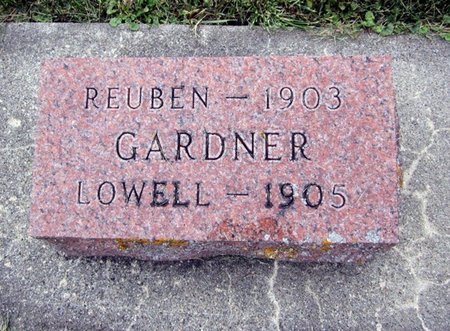 REUBEN – 1903
GARDNER
LOWELL – 1905